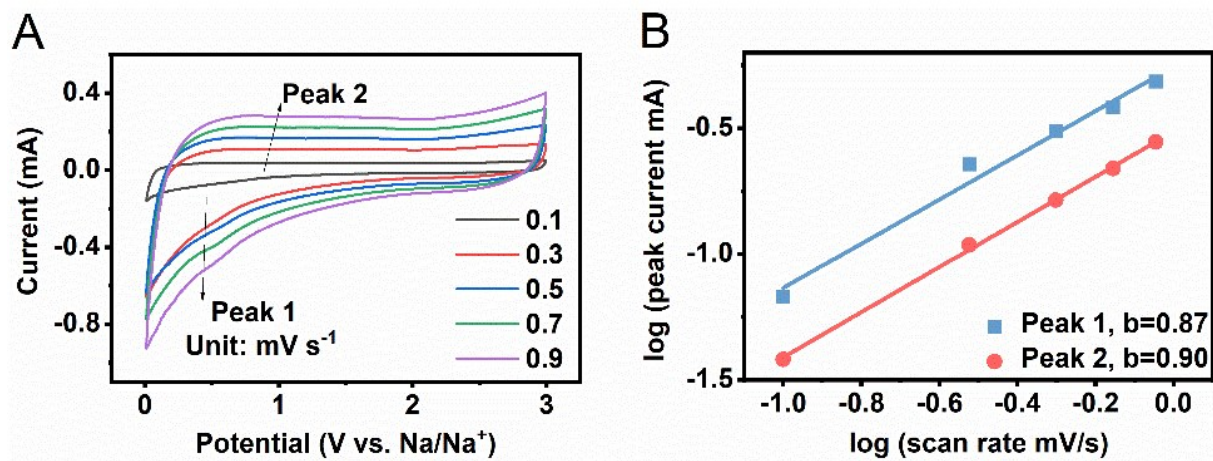 A
Current (mA)
0.4
0.0
-0.4
-0.8
Peak 2
Peak 1
Unit: mV s⁻¹
0.1
0.3
0.5
0.7
0.9
0
1
2
3
Potential (V vs. Na/Na⁺)
B
log (peak current mA)
-0.5
-1.0
-1.5
Peak 1, b=0.87
Peak 2, b=0.90
-1.0
-0.8
-0.6
-0.4
-0.2
0.0
log (scan rate mV/s)